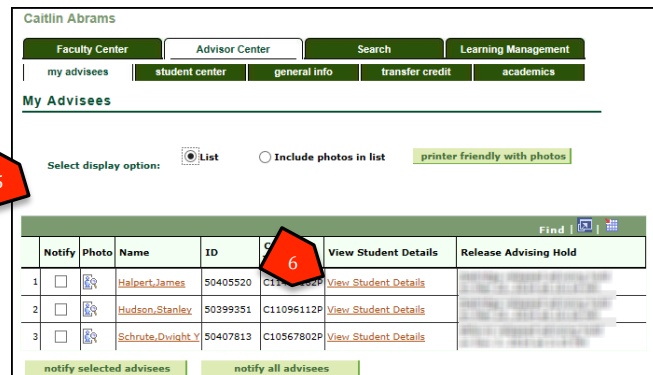 Caitlin Abrams
Faculty Center Advisor Center Search Learning Management
my advisees student center general info transfer credit academics
My Advisees
Select display option: List Include photos in list printer friendly with photos
5
Find | |
Notify Photo Name ID View Student Details Release Advising Hold
6
1 Halpert,James 50405520 View Student Details
2 Hudson,Stanley 50399351 C11096112P View Student Details
3 Schrute,Dwight Y 50407813 C10567802P View Student Details
notify selected advisees notify all advisees